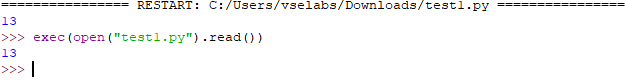 ================ RESTART: C:/Users/vselabs/Downloads/test1.py ================
13
>>> exec(open("test1.py").read())
13
>>>